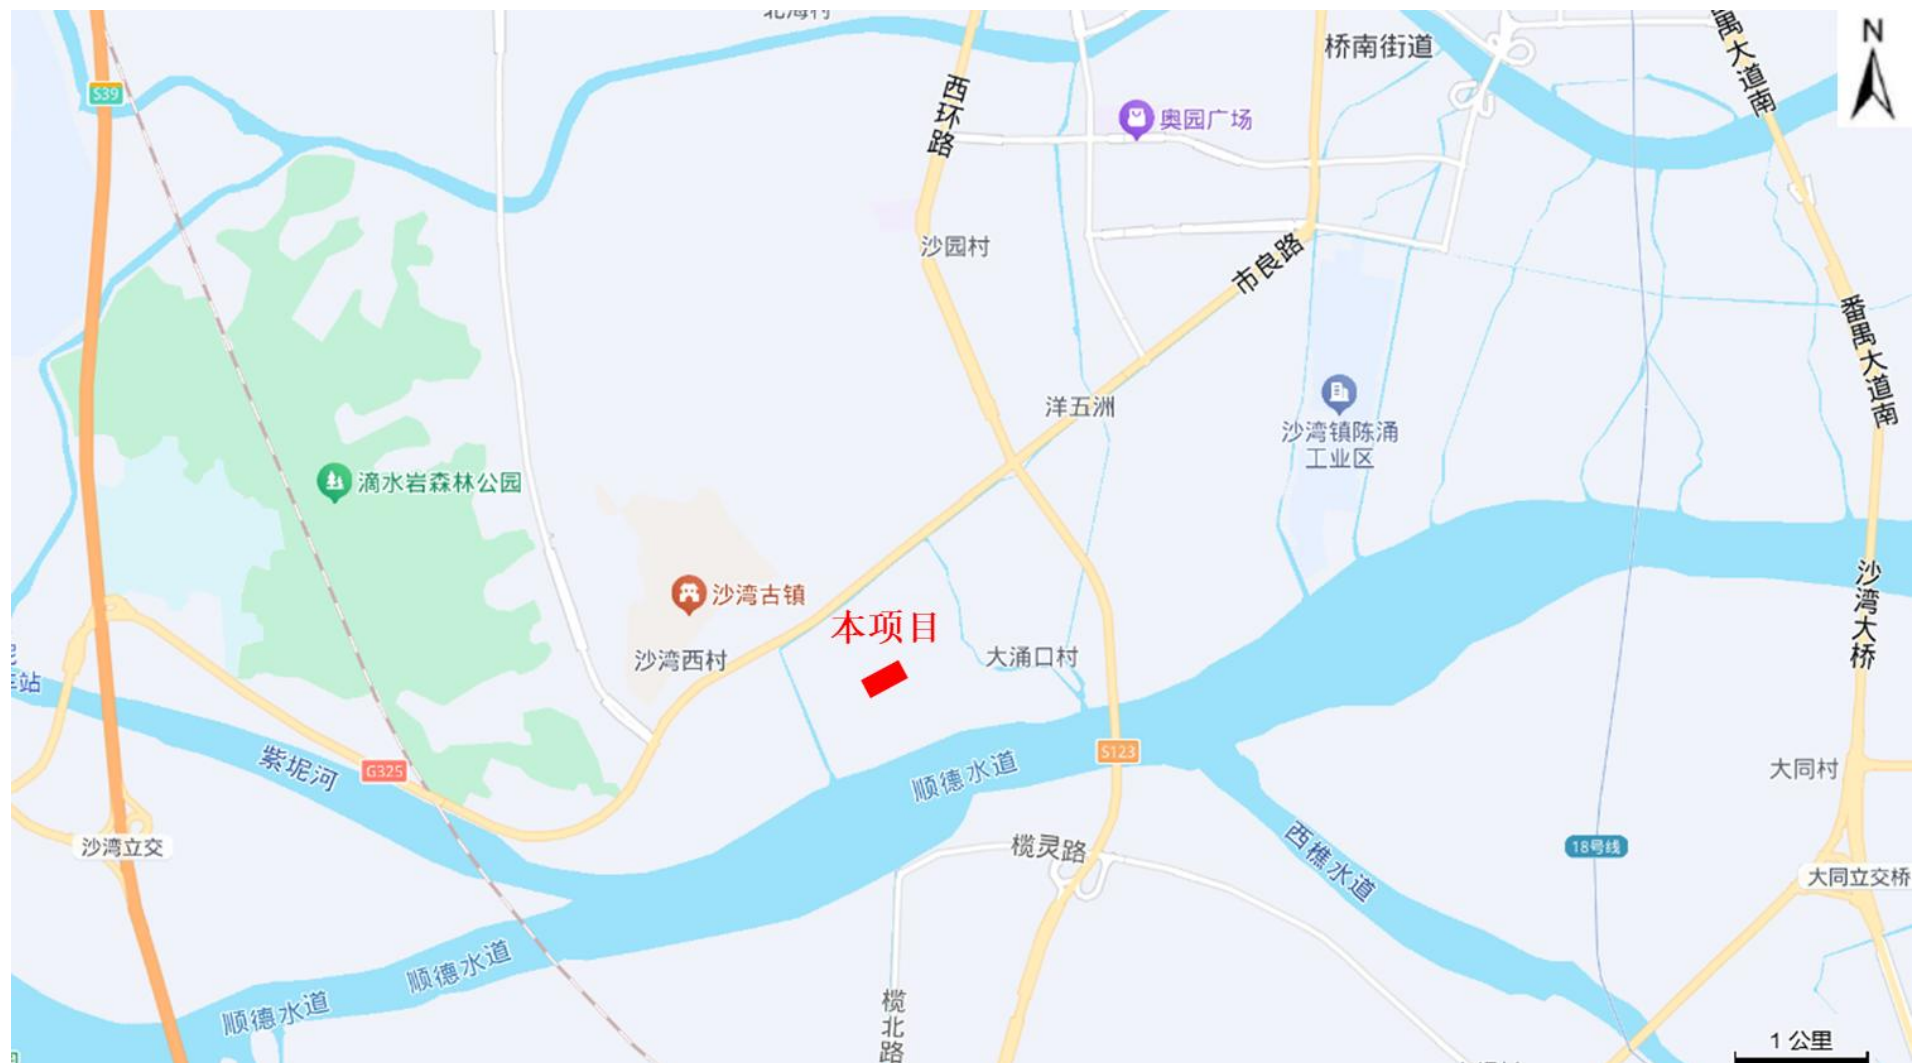 北海村
N
桥南街道
禺大道南
S39
西环路
奥园广场
沙园村
市良路
番禺大道南
洋五洲
沙湾镇陈涌
工业区
滴水岩森林公园
沙湾古镇
本项目
沙湾大桥
沙湾西村
大涌口村
站
紫坭河
G325
顺德水道
S123
大同村
沙湾立交
榄灵路
西樵水道
18号线
大同立交桥
顺德水道
顺德水道
榄北路
1 公里